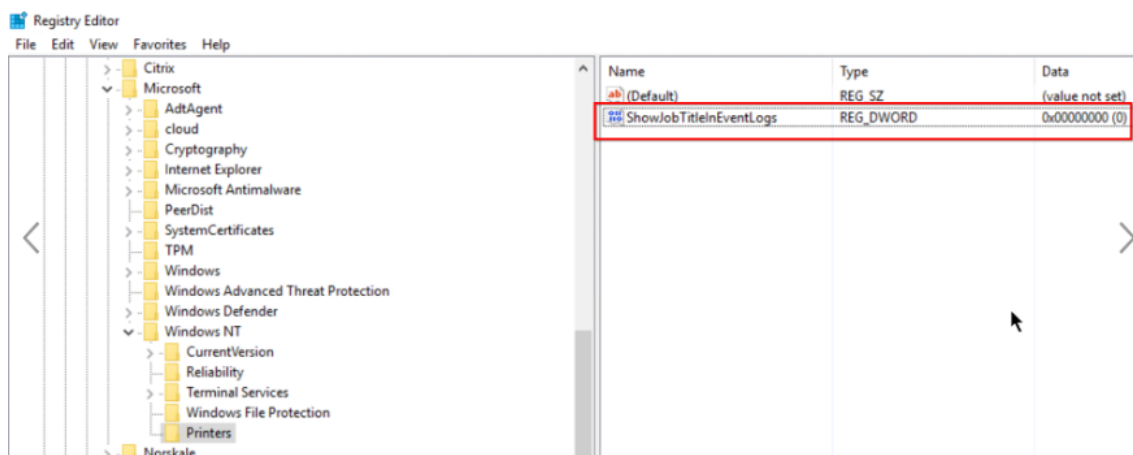 Registry Editor
File Edit View Favorites Help
Citrix
Microsoft
AdtAgent
cloud
Cryptography
Internet Explorer
Microsoft Antimalware
PeerDist
SystemCertificates
TPM
Windows
Windows Advanced Threat Protection
Windows Defender
Windows NT
CurrentVersion
Reliability
Terminal Services
Windows File Protection
Printers
Norskale
Name Type Data
ab (Default) REG_SZ (value not set)
ShowJobTitleInEventLogs REG_DWORD 0x00000000 (0)